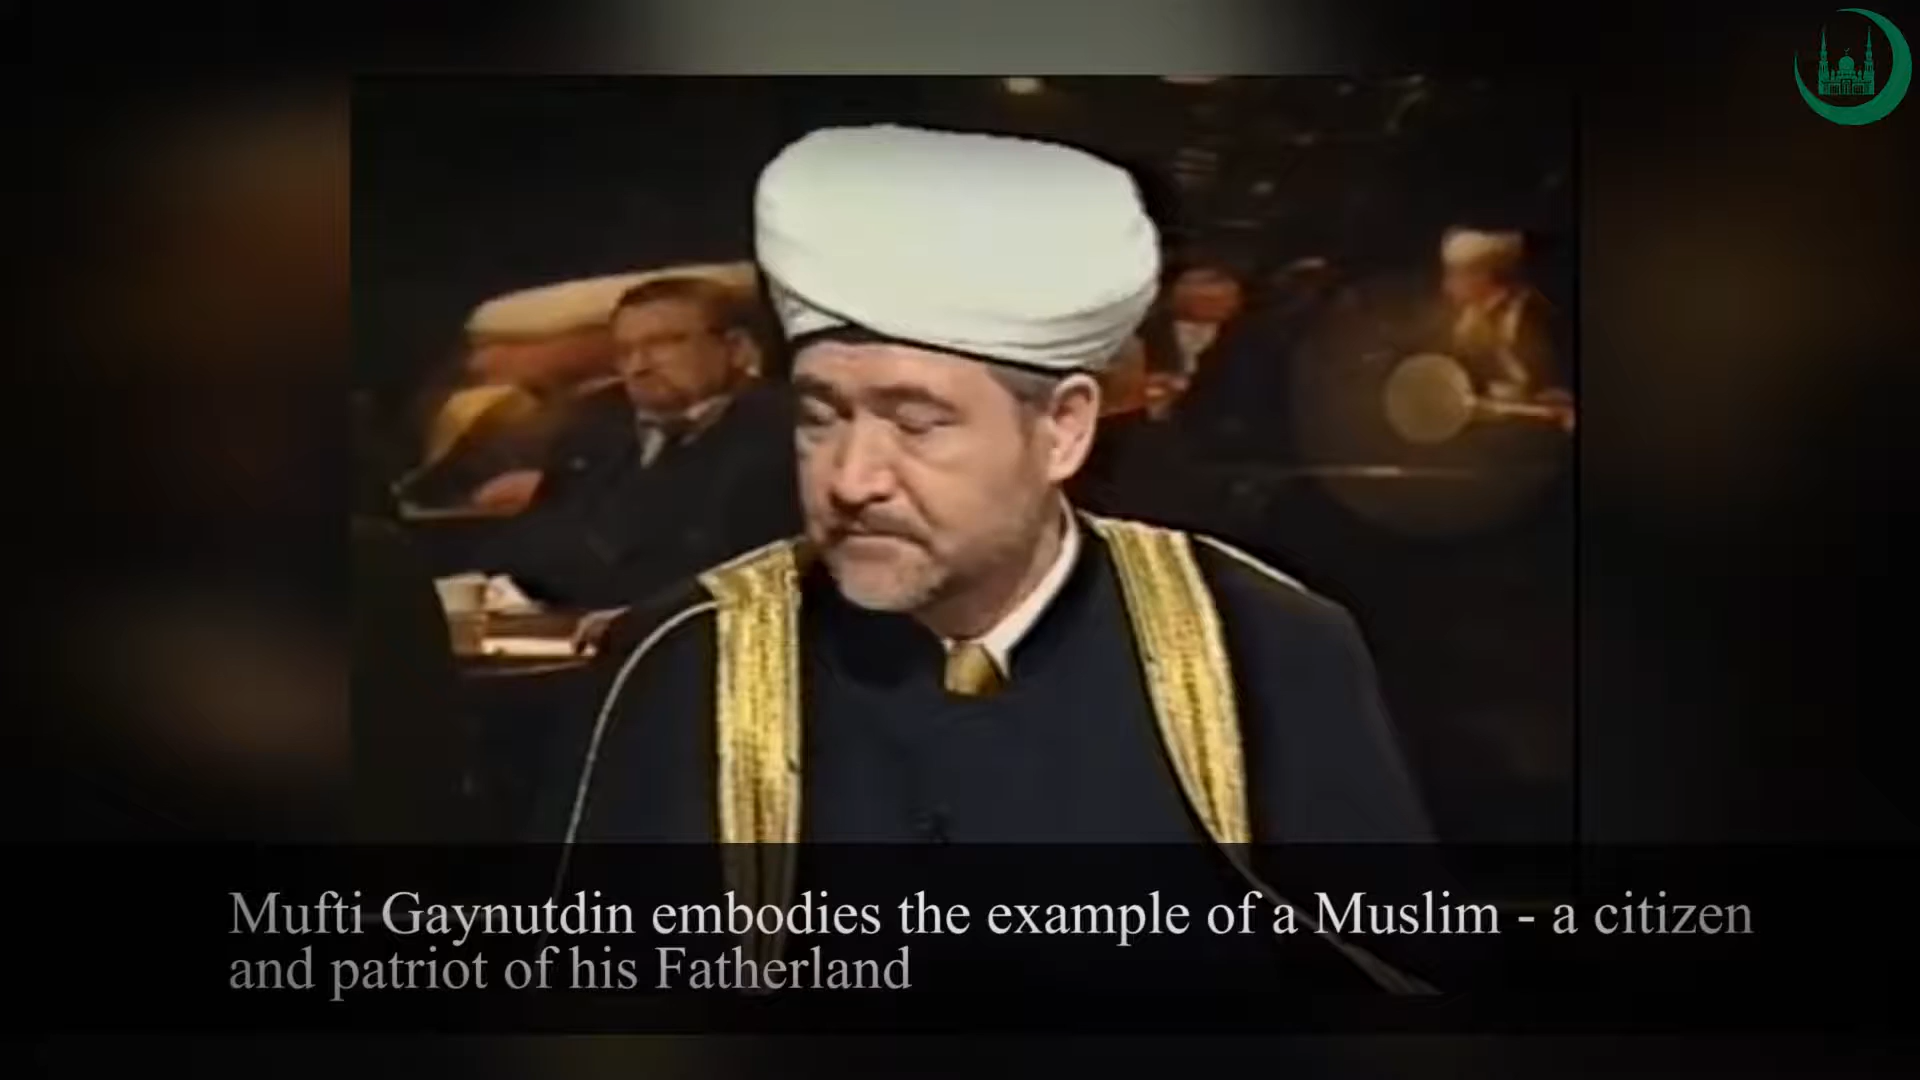 Mufti Gaynutdin embodies the example of a Muslim - a citizen
and patriot of his Fatherland